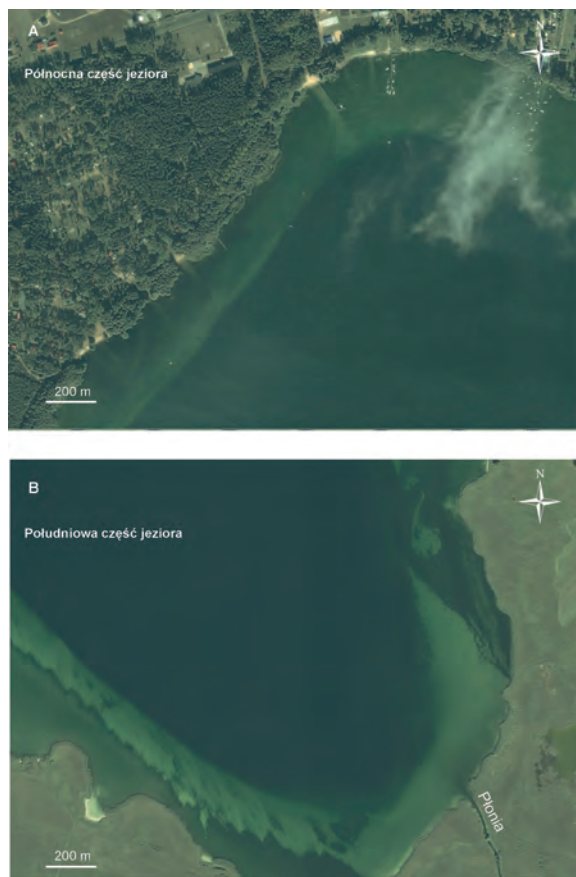 A
N
Północna część jeziora
200 m
B
N
Południowa część jeziora
Płonia
200 m